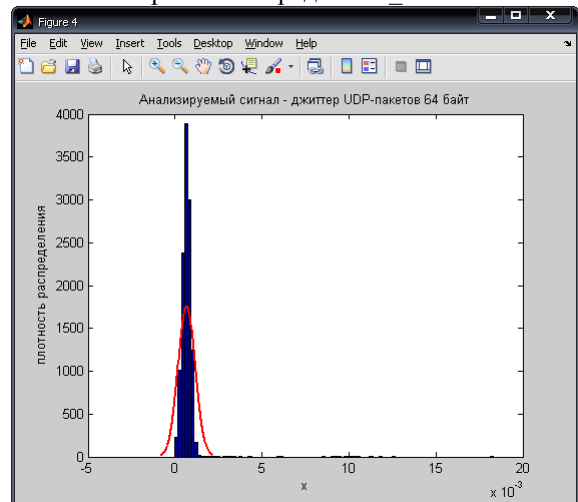 Figure 4
File Edit View Insert Tools Desktop Window Help
Анализируемый сигнал - джиттер UDP-пакетов 64 байт
4000
3500
3000
2500
2000
1500
1000
500
0
плотность распределения
-5 0 5 10 15 20
x
x 10^-3